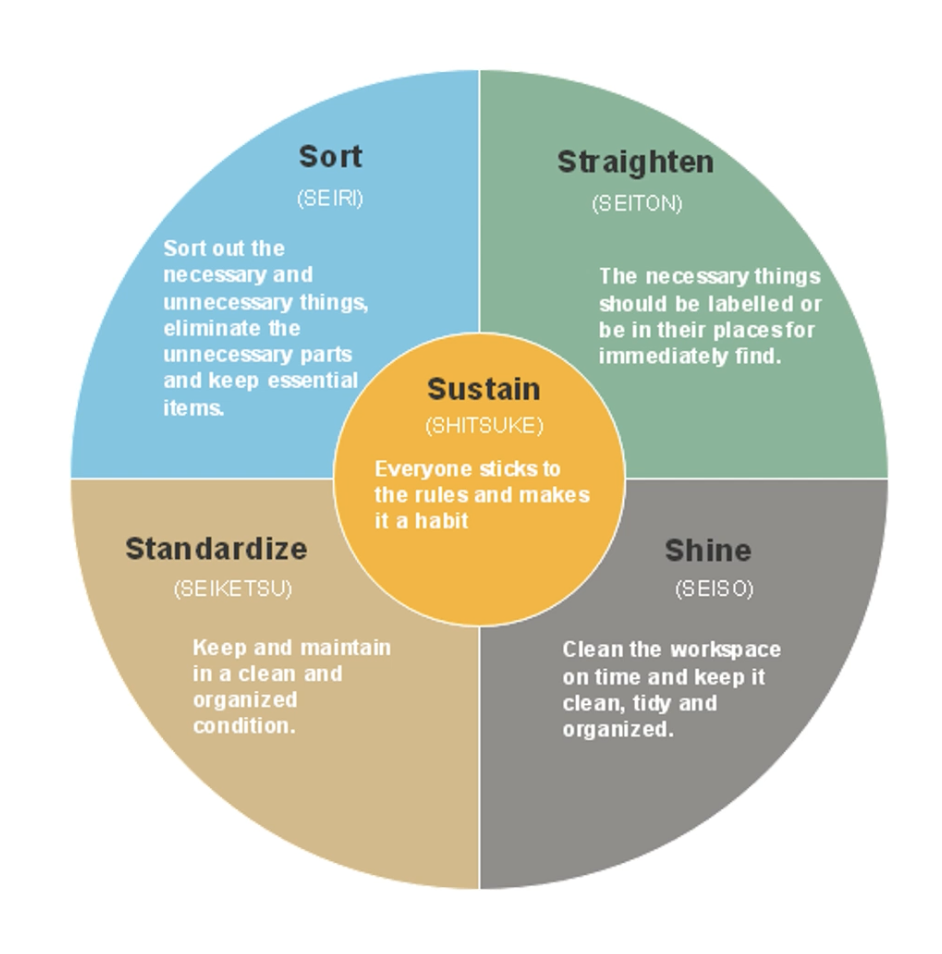 Sort
(SEIRI)
Sort out the
necessary and
unnecessary things,
eliminate the
unnecessary parts
and keep essential
items.
Straighten
(SEITON)
The necessary things
should be labelled or
be in their places for
immediately find.
Sustain
(SHITSUKE)
Everyone sticks to
the rules and makes
it a habit
Standardize
(SEIKETSU)
Keep and maintain
in a clean and
organized
condition.
Shine
(SEISO)
Clean the workspace
on time and keep it
clean, tidy and
organized.